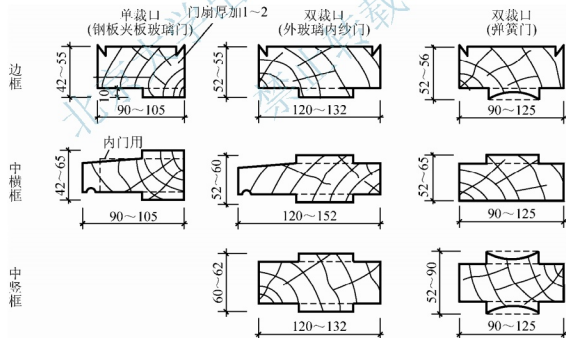 单裁口
(钢板夹板玻璃门)
门扇厚加1~2
双裁口
(外玻璃内纱门)
双裁口
(弹簧门)
边框
42~55
10
90~105
52~55
120~132
52~56
90~125
中横框
内门用
42~65
90~105
52~60
120~152
52~65
90~125
中竖框
60~62
120~132
52~90
90~125